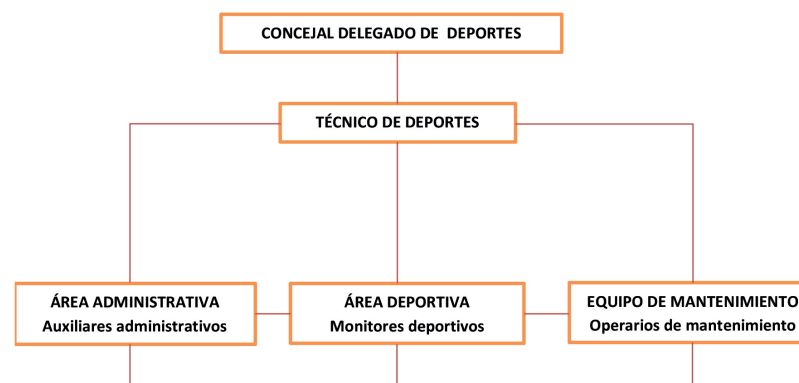 CONCEJAL DELEGADO DE DEPORTES
TÉCNICO DE DEPORTES
ÁREA ADMINISTRATIVA
Auxiliares administrativos
ÁREA DEPORTIVA
Monitores deportivos
EQUIPO DE MANTENIMIENTO
Operarios de mantenimiento